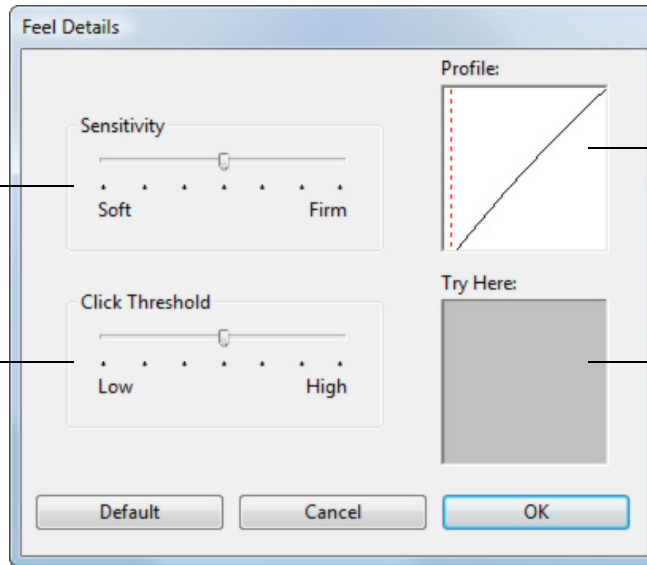 Feel Details
Profile:
Sensitivity
Soft Firm
Click Threshold
Low High
Try Here:
Default Cancel OK